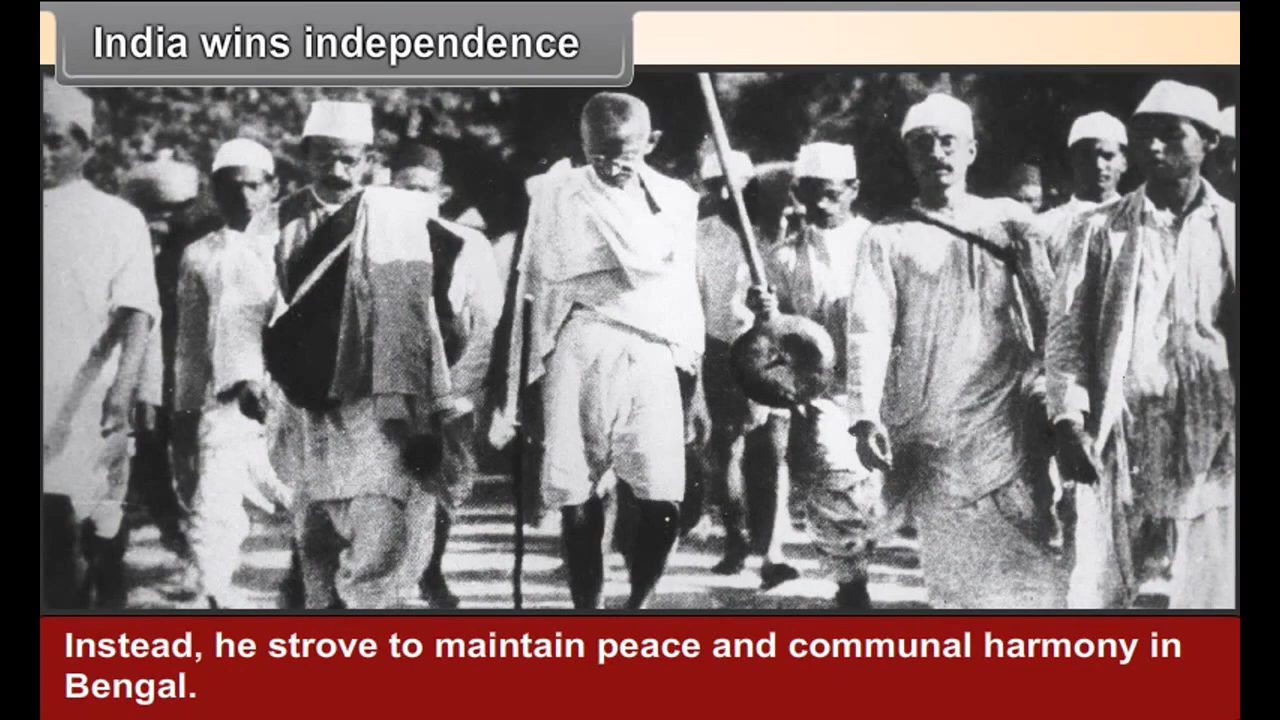 India wins independence
Instead, he strove to maintain peace and communal harmony in
Bengal.